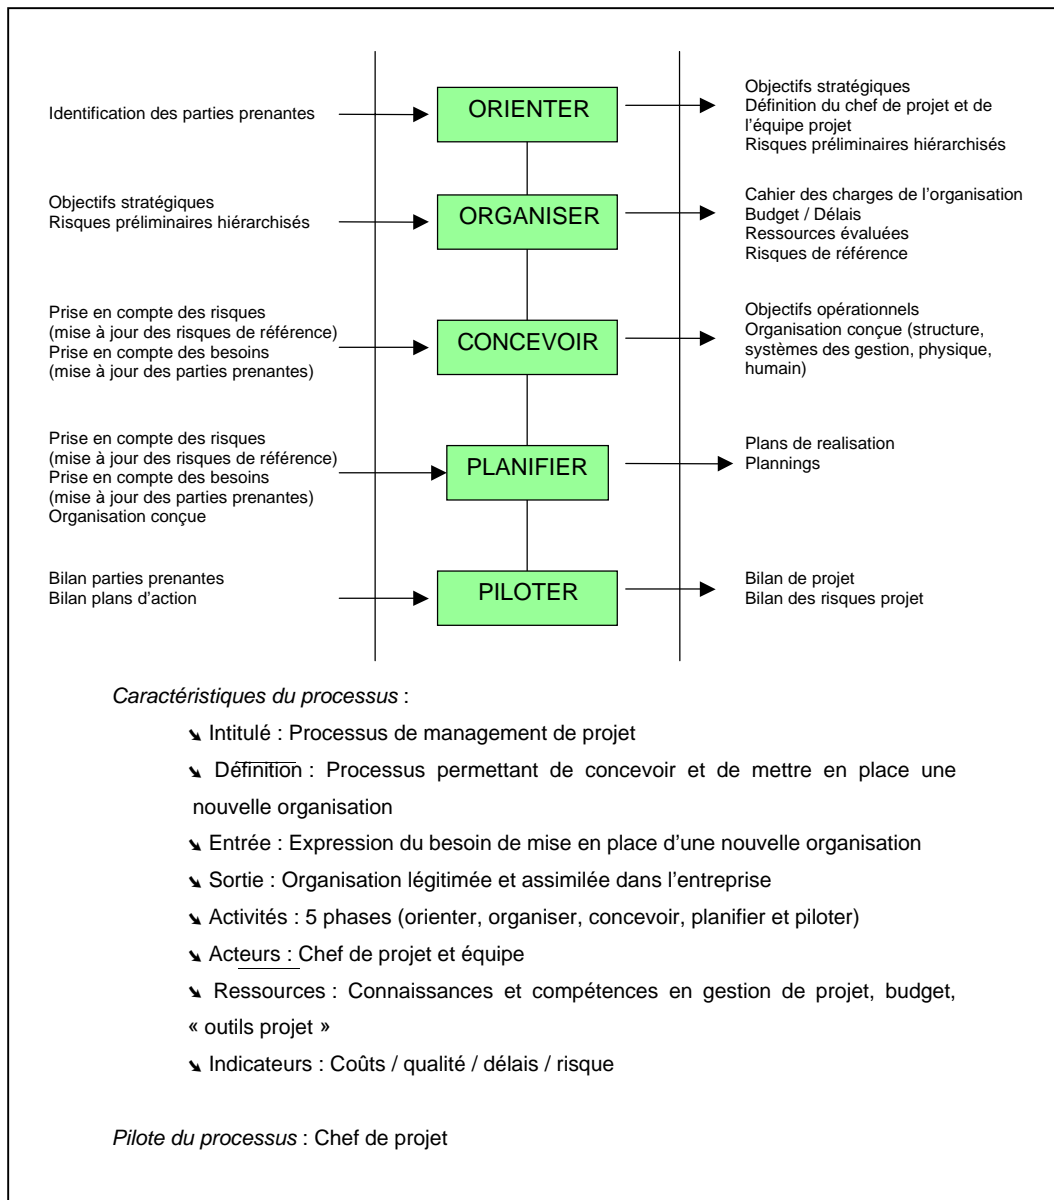 Identification des parties prenantes
ORIENTER
Objectifs stratégiques
Définition du chef de projet et de
l'équipe projet
Risques préliminaires hiérarchisés
Objectifs stratégiques
Risques préliminaires hiérarchisés
ORGANISER
Cahier des charges de l'organisation
Budget / Délais
Ressources évaluées
Risques de référence
Prise en compte des risques
(mise à jour des risques de référence)
Prise en compte des besoins
(mise à jour des parties prenantes)
CONCEVOIR
Objectifs opérationnels
Organisation conçue (structure,
systèmes des gestion, physique,
humain)
Prise en compte des risques
(mise à jour des risques de référence)
Prise en compte des besoins
(mise à jour des parties prenantes)
Organisation conçue
PLANIFIER
Plans de realisation
Plannings
Bilan parties prenantes
Bilan plans d'action
PILOTER
Bilan de projet
Bilan des risques projet
Caractéristiques du processus :
➘ Intitulé : Processus de management de projet
➘ Définition : Processus permettant de concevoir et de mettre en place une
nouvelle organisation
➘ Entrée : Expression du besoin de mise en place d'une nouvelle organisation
➘ Sortie : Organisation légitimée et assimilée dans l'entreprise
➘ Activités : 5 phases (orienter, organiser, concevoir, planifier et piloter)
➘ Acteurs : Chef de projet et équipe
➘ Ressources : Connaissances et compétences en gestion de projet, budget,
« outils projet »
➘ Indicateurs : Coûts / qualité / délais / risque
Pilote du processus : Chef de projet